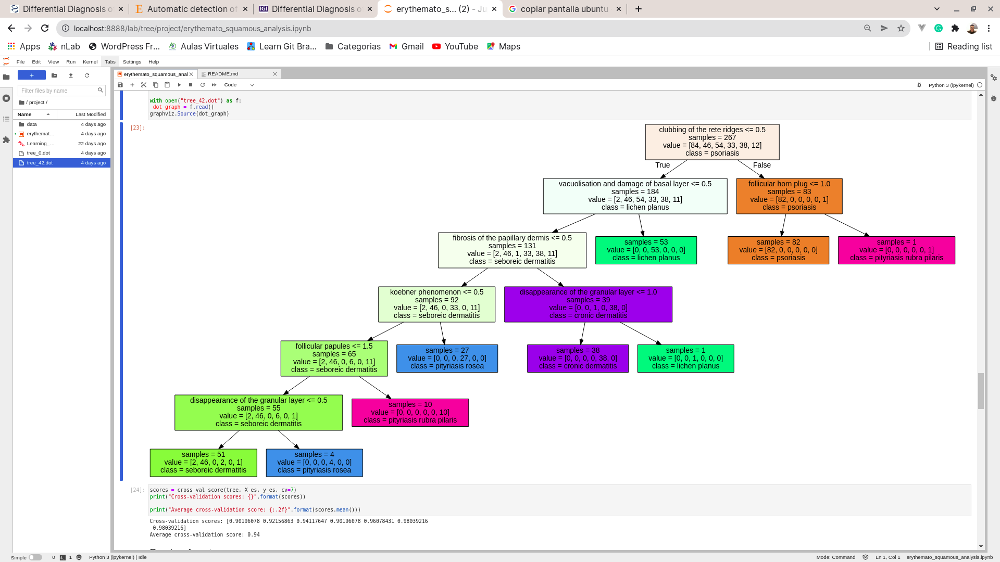 Differential Diagnosis o
Automatic detection of
Differential Diagnosis o
erythemato_s... (2) - Ju
copiar pantalla ubuntu
localhost:8888/lab/tree/project/erythemato_squamous_analysis.ipynb
Apps nLab WordPress Fr... Aulas Virtuales Learn Git Bra... Categorias Gmail YouTube Maps Reading list
File Edit View Run Kernel Tabs Settings Help
erythemato_squamous_anal
README.md
Code
Python 3 (ipykernel)
Filter files by name
/ project /
Name Last Modified
data 4 days ago
erythemat... 4 days ago
Learning_... 22 days ago
tree_0.dot 4 days ago
tree_42.dot 4 days ago
with open("tree_42.dot") as f:
dot_graph = f.read()
graphviz.Source(dot_graph)
[23]:
clubbing of the rete ridges <= 0.5
samples = 267
value = [84, 46, 54, 33, 38, 12]
class = psoriasis
True
False
vacuolisation and damage of basal layer <= 0.5
samples = 184
value = [2, 46, 54, 33, 38, 11]
class = lichen planus
follicular horn plug <= 1.0
samples = 83
value = [82, 0, 0, 0, 0, 1]
class = psoriasis
fibrosis of the papillary dermis <= 0.5
samples = 131
value = [2, 46, 1, 33, 38, 11]
class = seboreic dermatitis
samples = 53
value = [0, 0, 53, 0, 0, 0]
class = lichen planus
samples = 82
value = [82, 0, 0, 0, 0, 0]
class = psoriasis
samples = 1
value = [0, 0, 0, 0, 0, 1]
class = pityriasis rubra pilaris
koebner phenomenon <= 0.5
samples = 92
value = [2, 46, 0, 33, 0, 11]
class = seboreic dermatitis
disappearance of the granular layer <= 1.0
samples = 39
value = [0, 0, 1, 0, 38, 0]
class = cronic dermatitis
follicular papules <= 1.5
samples = 65
value = [2, 46, 0, 6, 0, 11]
class = seboreic dermatitis
samples = 27
value = [0, 0, 0, 27, 0, 0]
class = pityriasis rosea
samples = 38
value = [0, 0, 0, 0, 38, 0]
class = cronic dermatitis
samples = 1
value = [0, 0, 1, 0, 0, 0]
class = lichen planus
disappearance of the granular layer <= 0.5
samples = 55
value = [2, 46, 0, 6, 0, 1]
class = seboreic dermatitis
samples = 10
value = [0, 0, 0, 0, 0, 10]
class = pityriasis rubra pilaris
samples = 51
value = [2, 46, 0, 2, 0, 1]
class = seboreic dermatitis
samples = 4
value = [0, 0, 0, 4, 0, 0]
class = pityriasis rosea
[24]:
scores = cross_val_score(tree, X_es, y_es, cv=7)
print("Cross-validation scores: {}".format(scores))
print("Average cross-validation score: {:.2f}".format(scores.mean()))
Cross-validation scores: [0.90196078 0.92156863 0.94117647 0.90196078 0.96078431 0.98039216
0.98039216]
Average cross-validation score: 0.94
Simple 0 1 Python 3 (ipykernel) | Idle Mode: Command Ln 1, Col 1 erythemato_squamous_analysis.ipynb